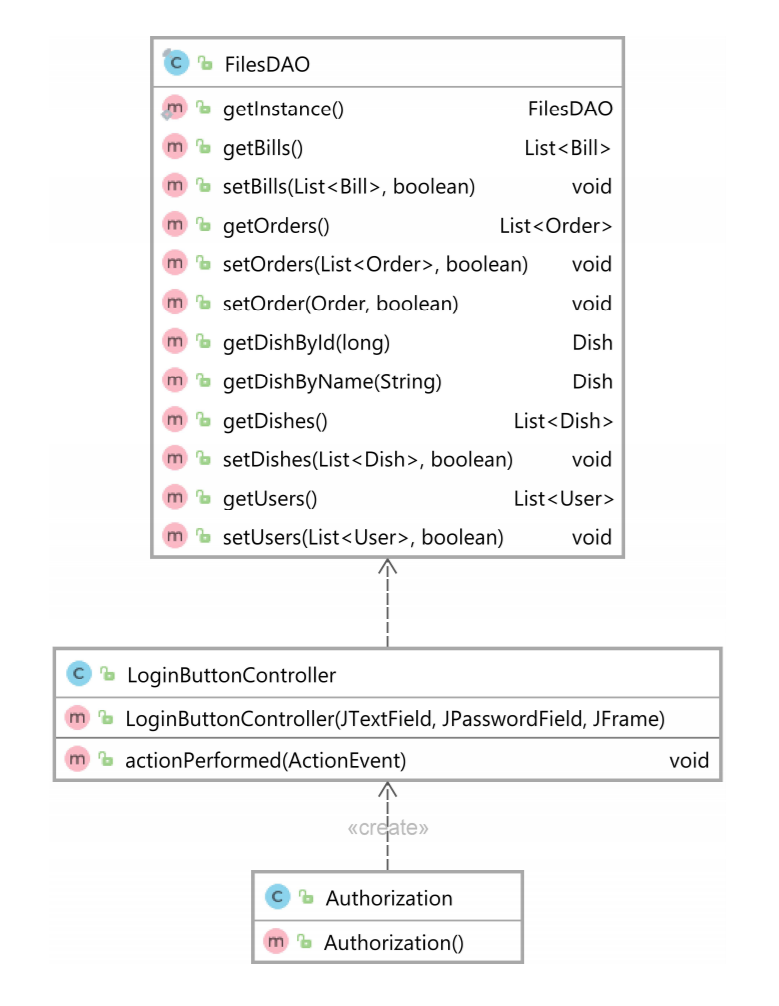 FilesDAO
getInstance() FilesDAO
getBills() List<Bill>
setBills(List<Bill>, boolean) void
getOrders() List<Order>
setOrders(List<Order>, boolean) void
setOrder(Order, boolean) void
getDishById(long) Dish
getDishByName(String) Dish
getDishes() List<Dish>
setDishes(List<Dish>, boolean) void
getUsers() List<User>
setUsers(List<User>, boolean) void
LoginButtonController
LoginButtonController(JTextField, JPasswordField, JFrame)
actionPerformed(ActionEvent) void
«create»
Authorization
Authorization()